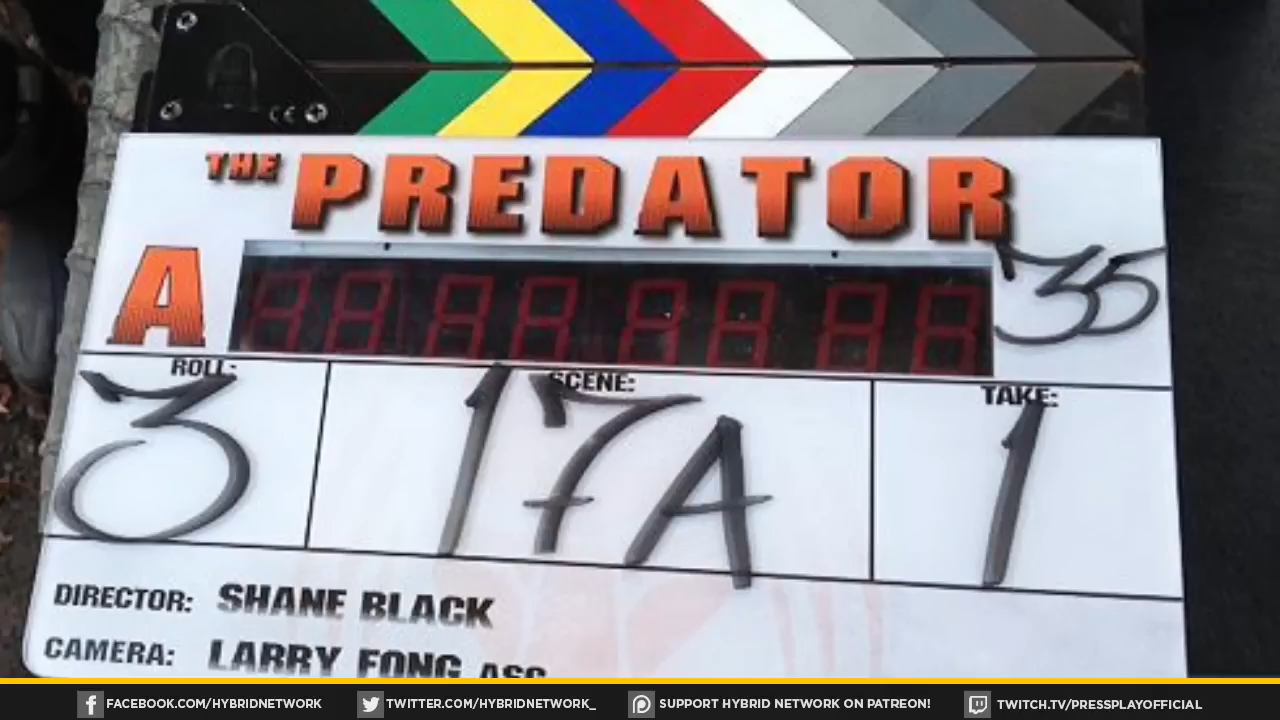 THE PREDATOR
A
35
ROLL: SCENE: TAKE:
3 17A 1
DIRECTOR: SHANE BLACK
CAMERA: LARRY FONG ASC
FACEBOOK.COM/HYBRIDNETWORK TWITTER.COM/HYBRIDNETWORK_ SUPPORT HYBRID NETWORK ON PATREON! TWITCH.TV/PRESSPLAYOFFICIAL